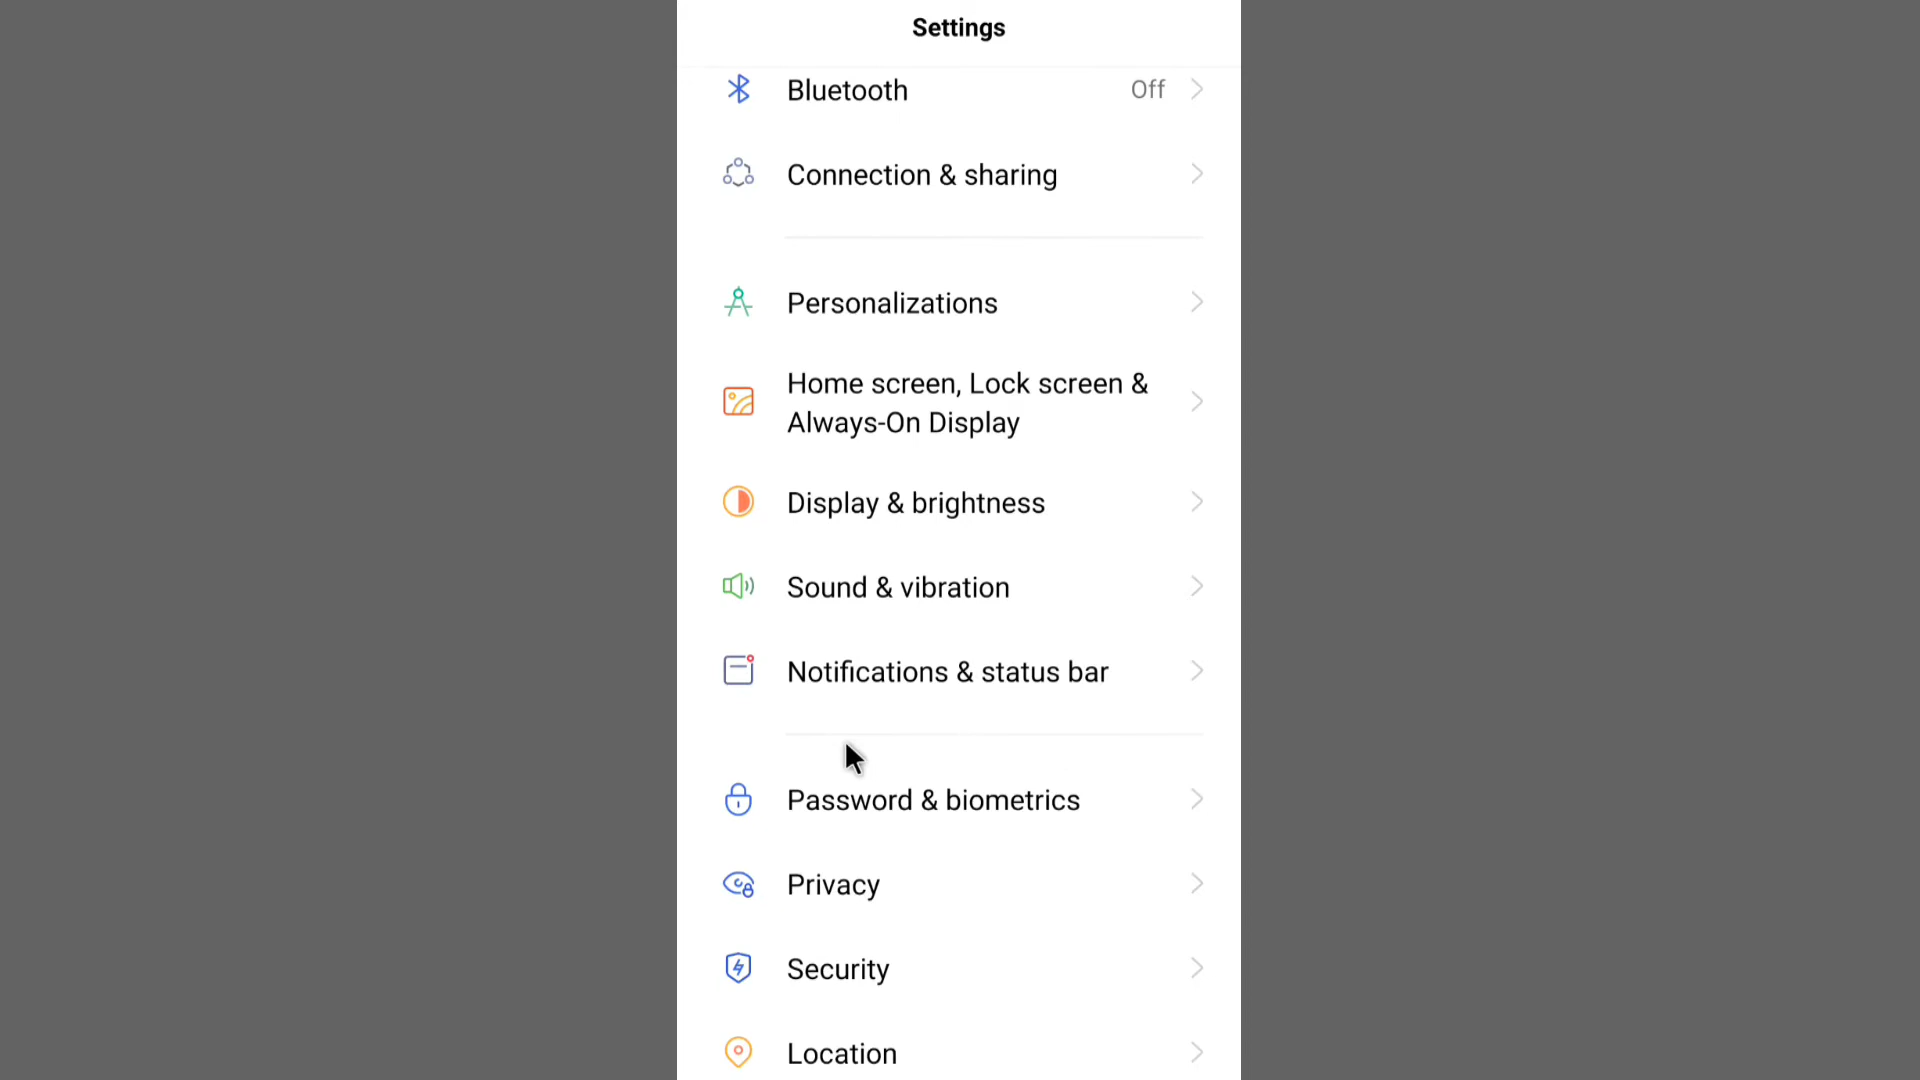 Settings
Bluetooth Off
Connection & sharing
Personalizations
Home screen, Lock screen &
Always-On Display
Display & brightness
Sound & vibration
Notifications & status bar
Password & biometrics
Privacy
Security
Location